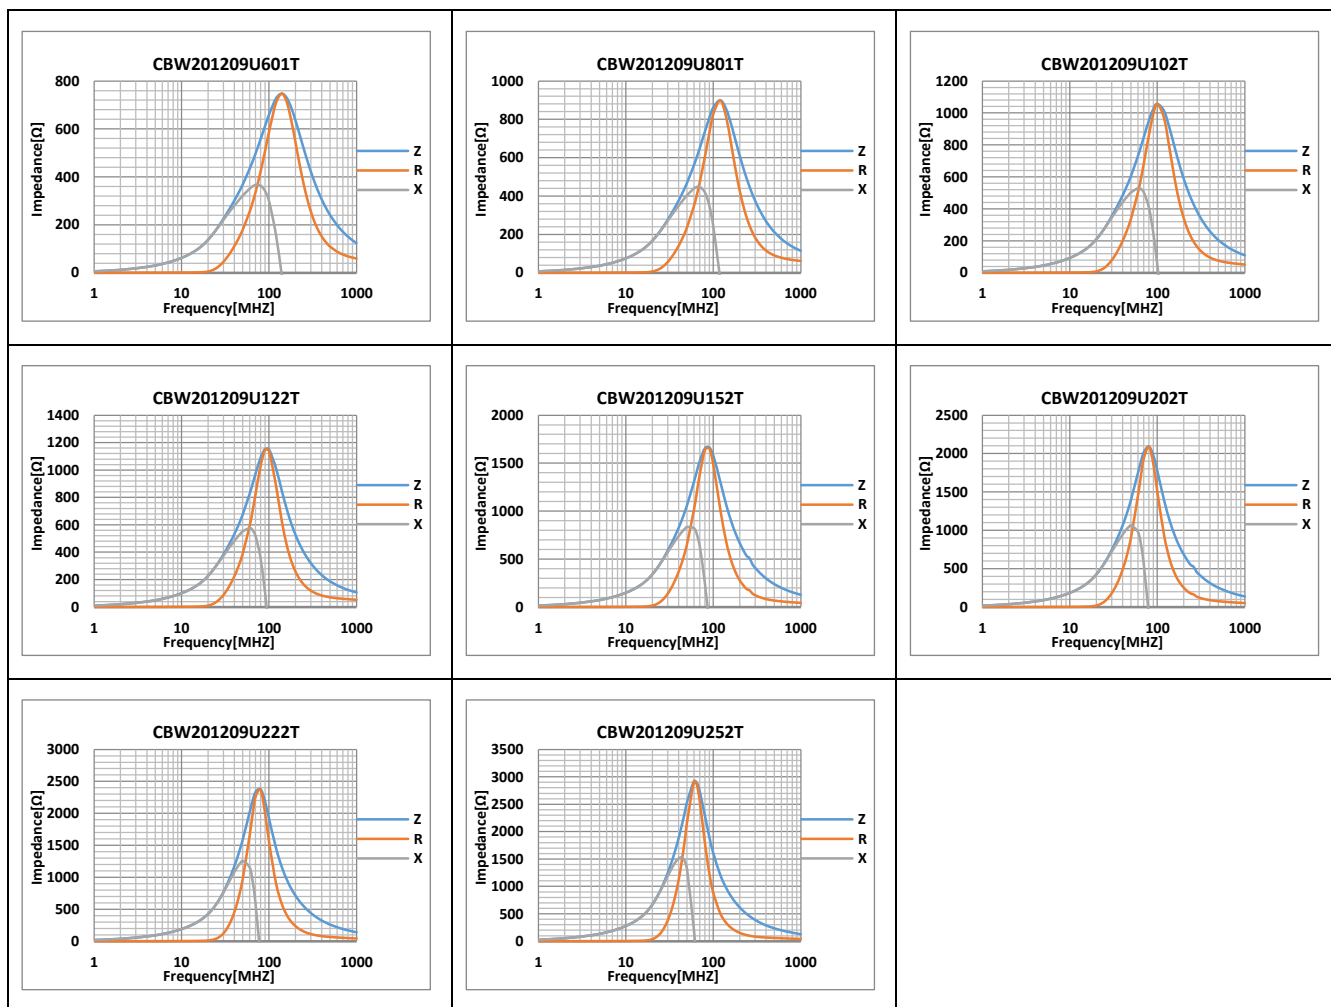 CBW201209U601T
800
600
400
200
0
Impedance[Ω]
1 10 100 1000
Frequency[MHZ]
Z
R
X
CBW201209U801T
1000
800
600
400
200
0
Impedance[Ω]
1 10 100 1000
Frequency[MHZ]
Z
R
X
CBW201209U102T
1200
1000
800
600
400
200
0
Impedance[Ω]
1 10 100 1000
Frequency[MHZ]
Z
R
X
CBW201209U122T
1400
1200
1000
800
600
400
200
0
Impedance[Ω]
1 10 100 1000
Frequency[MHZ]
Z
R
X
CBW201209U152T
2000
1500
1000
500
0
Impedance[Ω]
1 10 100 1000
Frequency[MHZ]
Z
R
X
CBW201209U202T
2500
2000
1500
1000
500
0
Impedance[Ω]
1 10 100 1000
Frequency[MHZ]
Z
R
X
CBW201209U222T
3000
2500
2000
1500
1000
500
0
Impedance[Ω]
1 10 100 1000
Frequency[MHZ]
Z
R
X
CBW201209U252T
3500
3000
2500
2000
1500
1000
500
0
Impedance[Ω]
1 10 100 1000
Frequency[MHZ]
Z
R
X